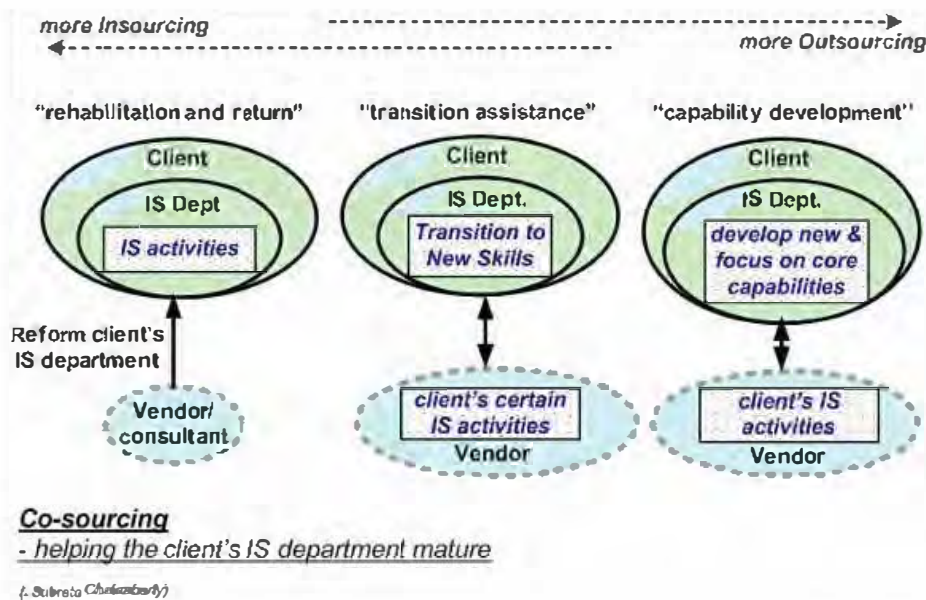 more Insourcing
more Outsourcing
"rehabilitation and return"
Client
IS Dept
IS activities
Reform client's
IS department
Vendor/
consultant
"transition assistance"
Client
IS Dept.
Transition to
New Skills
client's certain
IS activities
Vendor
"capability development"
Client
IS Dept.
develop new &
focus on core
capabilities
client's IS
activities
Vendor
Co-sourcing
- helping the client's IS department mature
(- Subrata